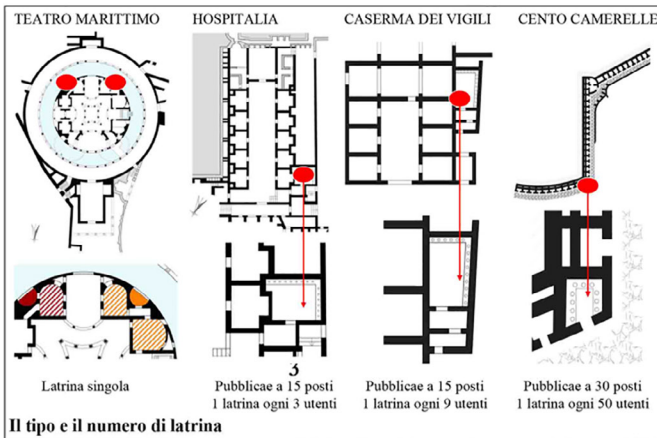 TEATRO MARITTIMO
HOSPITALIA
CASERMA DEI VIGILI
CENTO CAMERELLE
3
Latrina singola
Pubblicae a 15 posti
1 latrina ogni 3 utenti
Pubblicae a 15 posti
1 latrina ogni 9 utenti
Pubblicae a 30 posti
1 latrina ogni 50 utenti
Il tipo e il numero di latrina